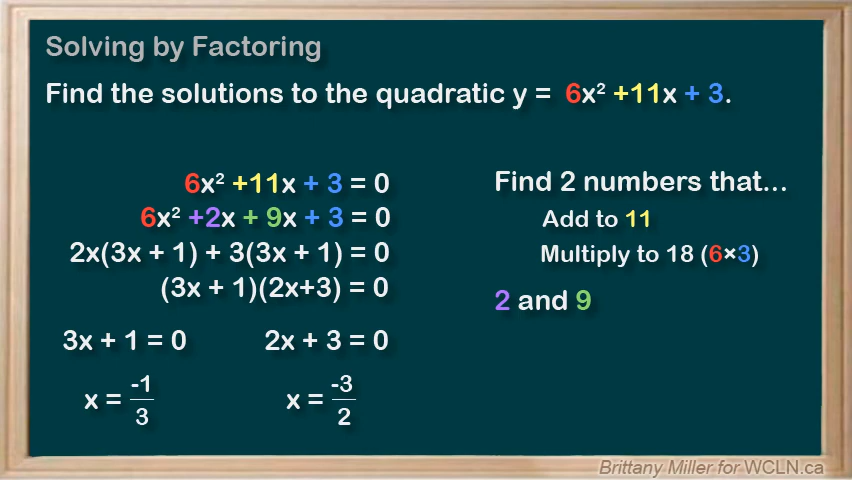 Solving by Factoring
Find the solutions to the quadratic y = 6x² +11x + 3.
6x² +11x + 3 = 0
6x² +2x + 9x + 3 = 0
2x(3x + 1) + 3(3x + 1) = 0
(3x + 1)(2x+3) = 0
3x + 1 = 0 2x + 3 = 0
x = -1/3 x = -3/2
Find 2 numbers that...
Add to 11
Multiply to 18 (6×3)
2 and 9
Brittany Miller for WCLN.ca